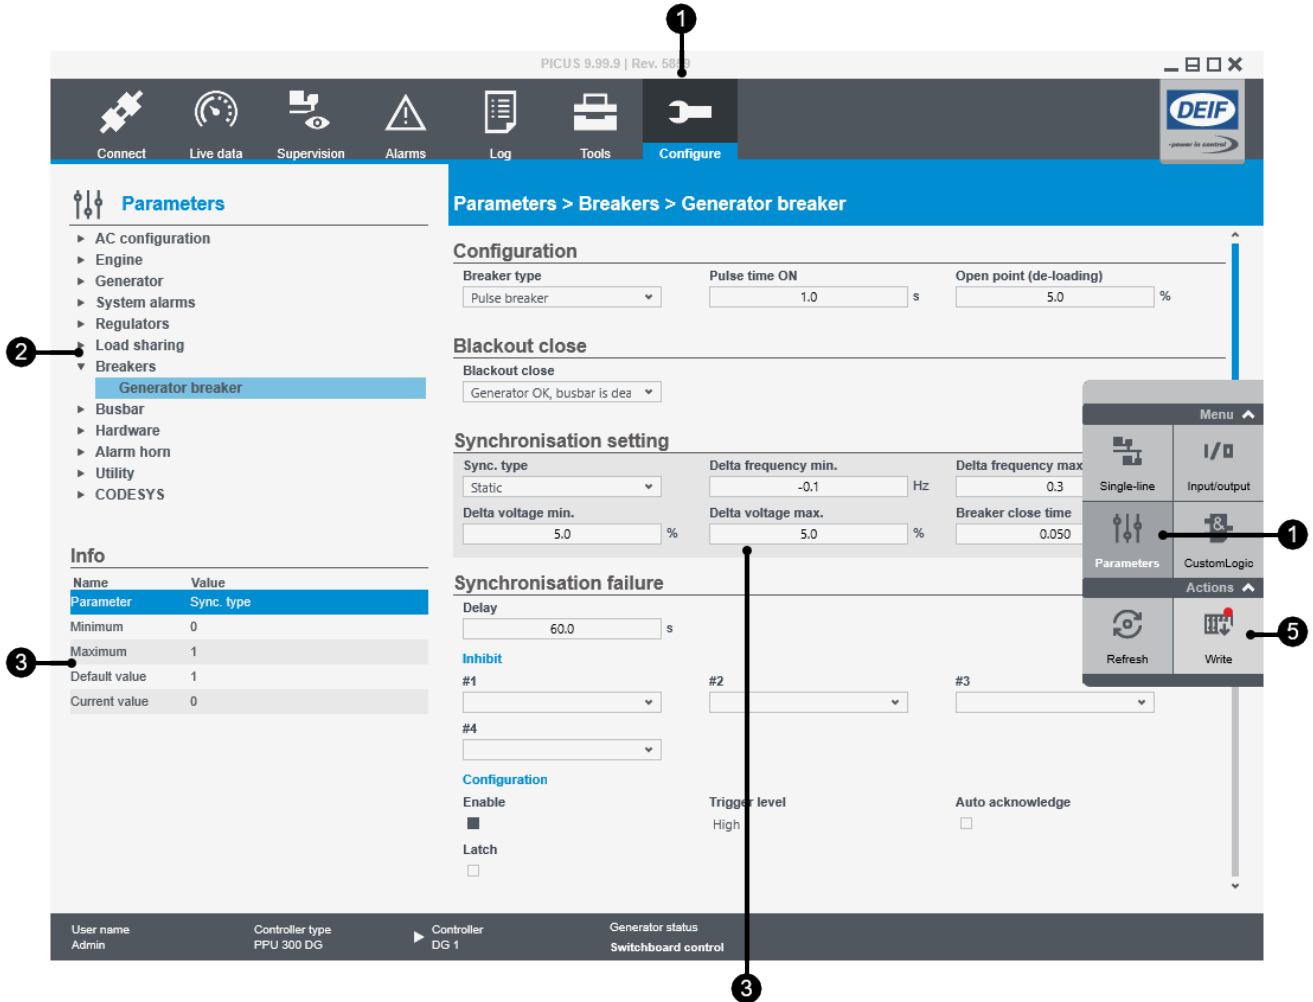 1
PICUS 9.99.9 | Rev. 5859
Connect
Live data
Supervision
Alarms
Log
Tools
Configure
DEIF
-power in control
Parameters
AC configuration
Engine
Generator
System alarms
Regulators
Load sharing
Breakers
Generator breaker
Busbar
Hardware
Alarm horn
Utility
CODESYS
2
Info
Name Value
Parameter Sync. type
Minimum 0
Maximum 1
Default value 1
Current value 0
3
Parameters > Breakers > Generator breaker
Configuration
Breaker type Pulse time ON Open point (de-loading)
Pulse breaker 1.0 s 5.0 %
Blackout close
Blackout close
Generator OK, busbar is dea
Synchronisation setting
Sync. type Delta frequency min. Delta frequency max
Static -0.1 Hz 0.3
Delta voltage min. Delta voltage max. Breaker close time
5.0 % 5.0 % 0.050
Synchronisation failure
Delay
60.0 s
Inhibit
#1 #2 #3
#4
Configuration
Enable Trigger level Auto acknowledge
High
Latch
Menu
Single-line Input/output
I/0
&
Parameters CustomLogic
1
Actions
Refresh Write
5
User name Controller type Controller Generator status
Admin PPU 300 DG DG 1 Switchboard control
3